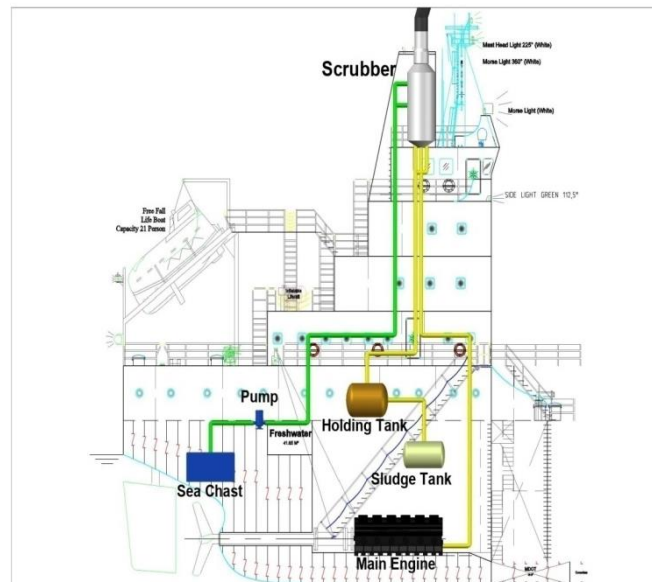 Scrubber
Mast Head Light 225° (White)
Morse Light 360° (White)
Morse Light (White)
SIDE LIGHT GREEN 112,5°
Free Fall
Life Boat
Capacity 21 Person
Pump
Freshwater
Holding Tank
Sea Chast
Sludge Tank
Main Engine